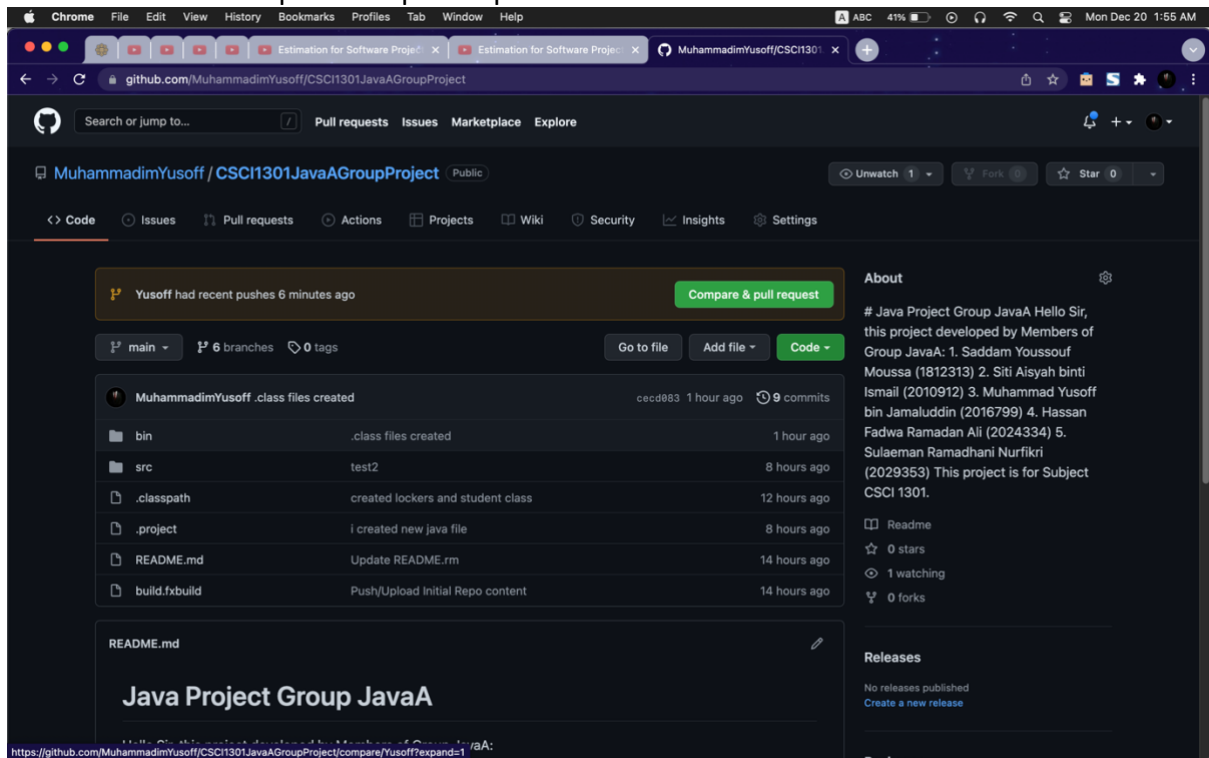 Chrome File Edit View History Bookmarks Profiles Tab Window Help A ABC 41% Mon Dec 20 1:55 AM
Estimation for Software Projec × Estimation for Software Projec × MuhammadimYusoff/CSCI1301 ×
github.com/MuhammadimYusoff/CSCI1301JavaAGroupProject
Search or jump to... / Pull requests Issues Marketplace Explore
MuhammadimYusoff / CSCI1301JavaAGroupProject Public
Unwatch 1 Fork 0 Star 0
Code Issues Pull requests Actions Projects Wiki Security Insights Settings
Yusoff had recent pushes 6 minutes ago Compare & pull request
main 6 branches 0 tags Go to file Add file Code
MuhammadimYusoff .class files created cecd083 1 hour ago 9 commits
bin .class files created 1 hour ago
src test2 8 hours ago
.classpath created lockers and student class 12 hours ago
.project i created new java file 8 hours ago
README.md Update README.rm 14 hours ago
build.fxbuild Push/Upload Initial Repo content 14 hours ago
README.md
Java Project Group JavaA
https://github.com/MuhammadimYusoff/CSCI1301JavaAGroupProject/compare/Yusoff?expand=1
About
# Java Project Group JavaA Hello Sir,
this project developed by Members of
Group JavaA: 1. Saddam Youssouf
Moussa (1812313) 2. Siti Aisyah binti
Ismail (2010912) 3. Muhammad Yusoff
bin Jamaluddin (2016799) 4. Hassan
Fadwa Ramadan Ali (2024334) 5.
Sulaeman Ramadhani Nurfikri
(2029353) This project is for Subject
CSCI 1301.
Readme
0 stars
1 watching
0 forks
Releases
No releases published
Create a new release